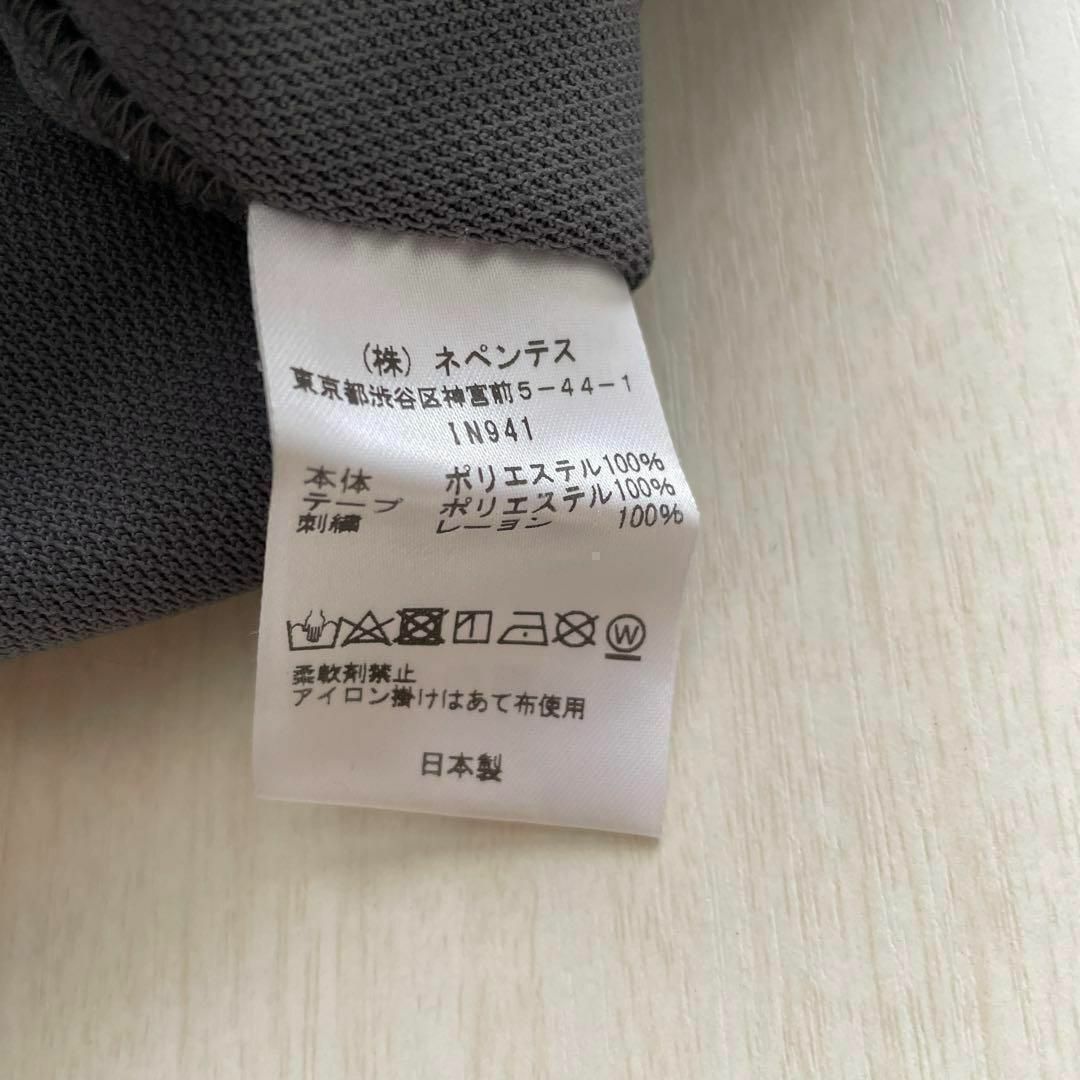 (株) ネペンテス
東京都渋谷区神宮前5-44-1
IN941
本体 ポリエステル100%
テープ ポリエステル100%
刺繍 レーヨン 100%
1 W
柔軟剤禁止
アイロン掛けはあて布使用
日本製